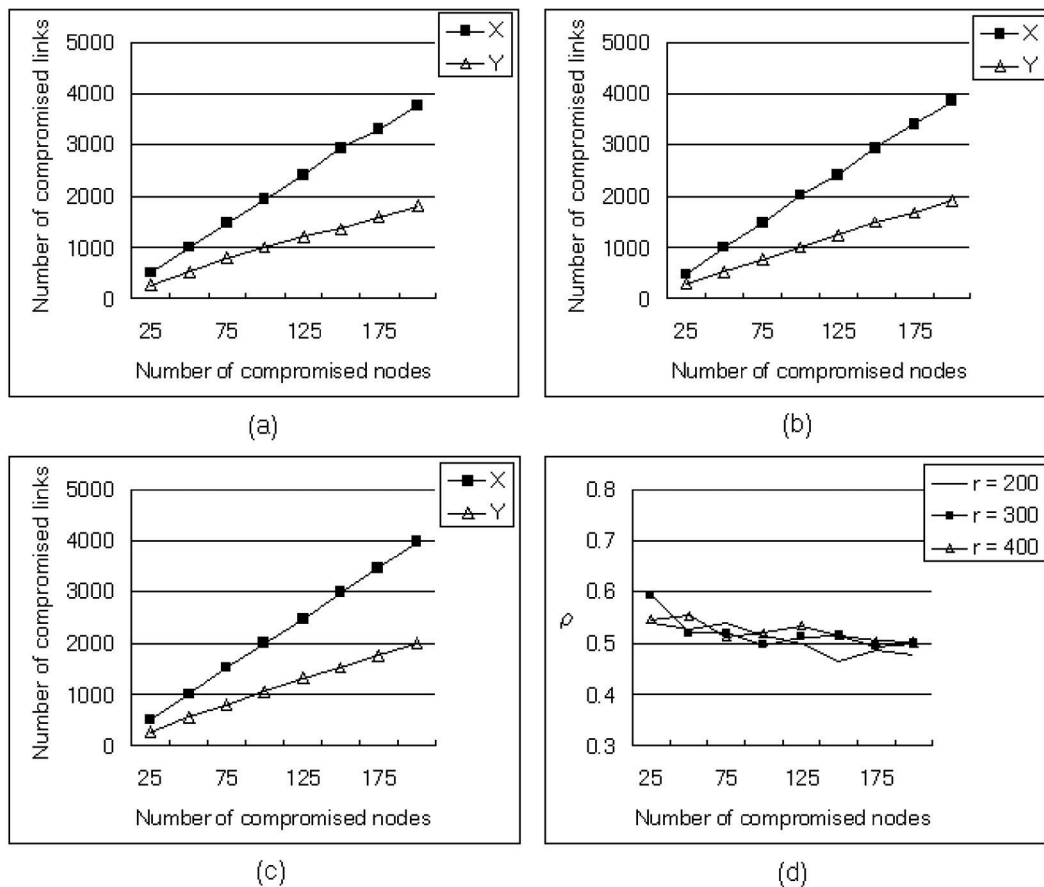 X
Y
5000
4000
3000
2000
1000
0
25 75 125 175
Number of compromised links
Number of compromised nodes
(a)
X
Y
5000
4000
3000
2000
1000
0
25 75 125 175
Number of compromised links
Number of compromised nodes
(b)
X
Y
5000
4000
3000
2000
1000
0
25 75 125 175
Number of compromised links
Number of compromised nodes
(c)
r = 200
r = 300
r = 400
0.8
0.7
0.6
0.5
0.4
0.3
ρ
25 75 125 175
Number of compromised nodes
(d)